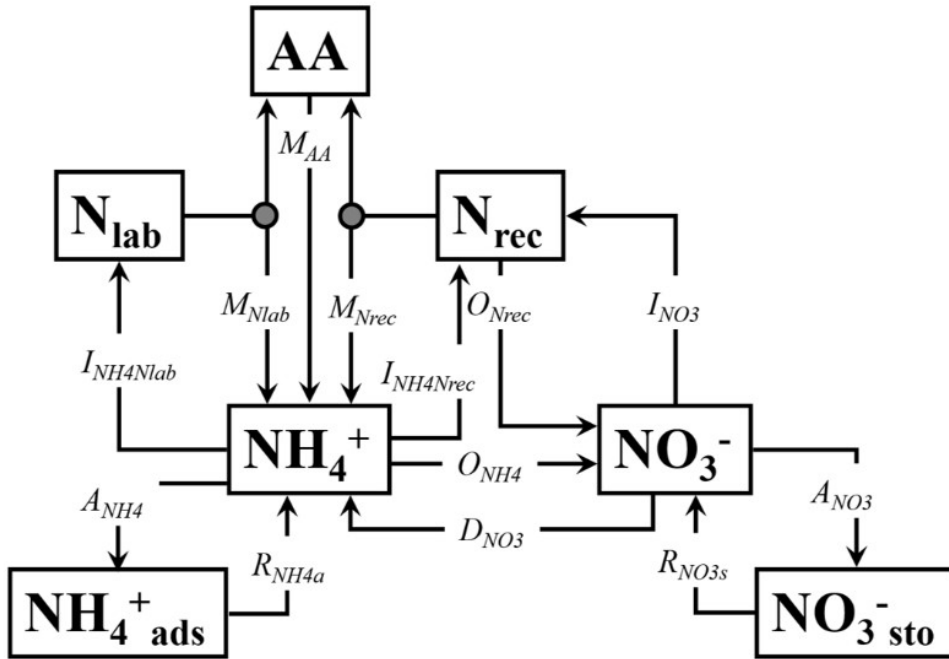 AA
M_AA
N_lab
N_rec
M_Nlab
M_Nrec
O_Nrec
I_NO3
I_NH4Nlab
I_NH4Nrec
NH₄⁺
O_NH4
NO₃⁻
A_NH4
D_NO3
A_NO3
R_NH4a
R_NO3s
NH₄⁺ads
NO₃⁻sto